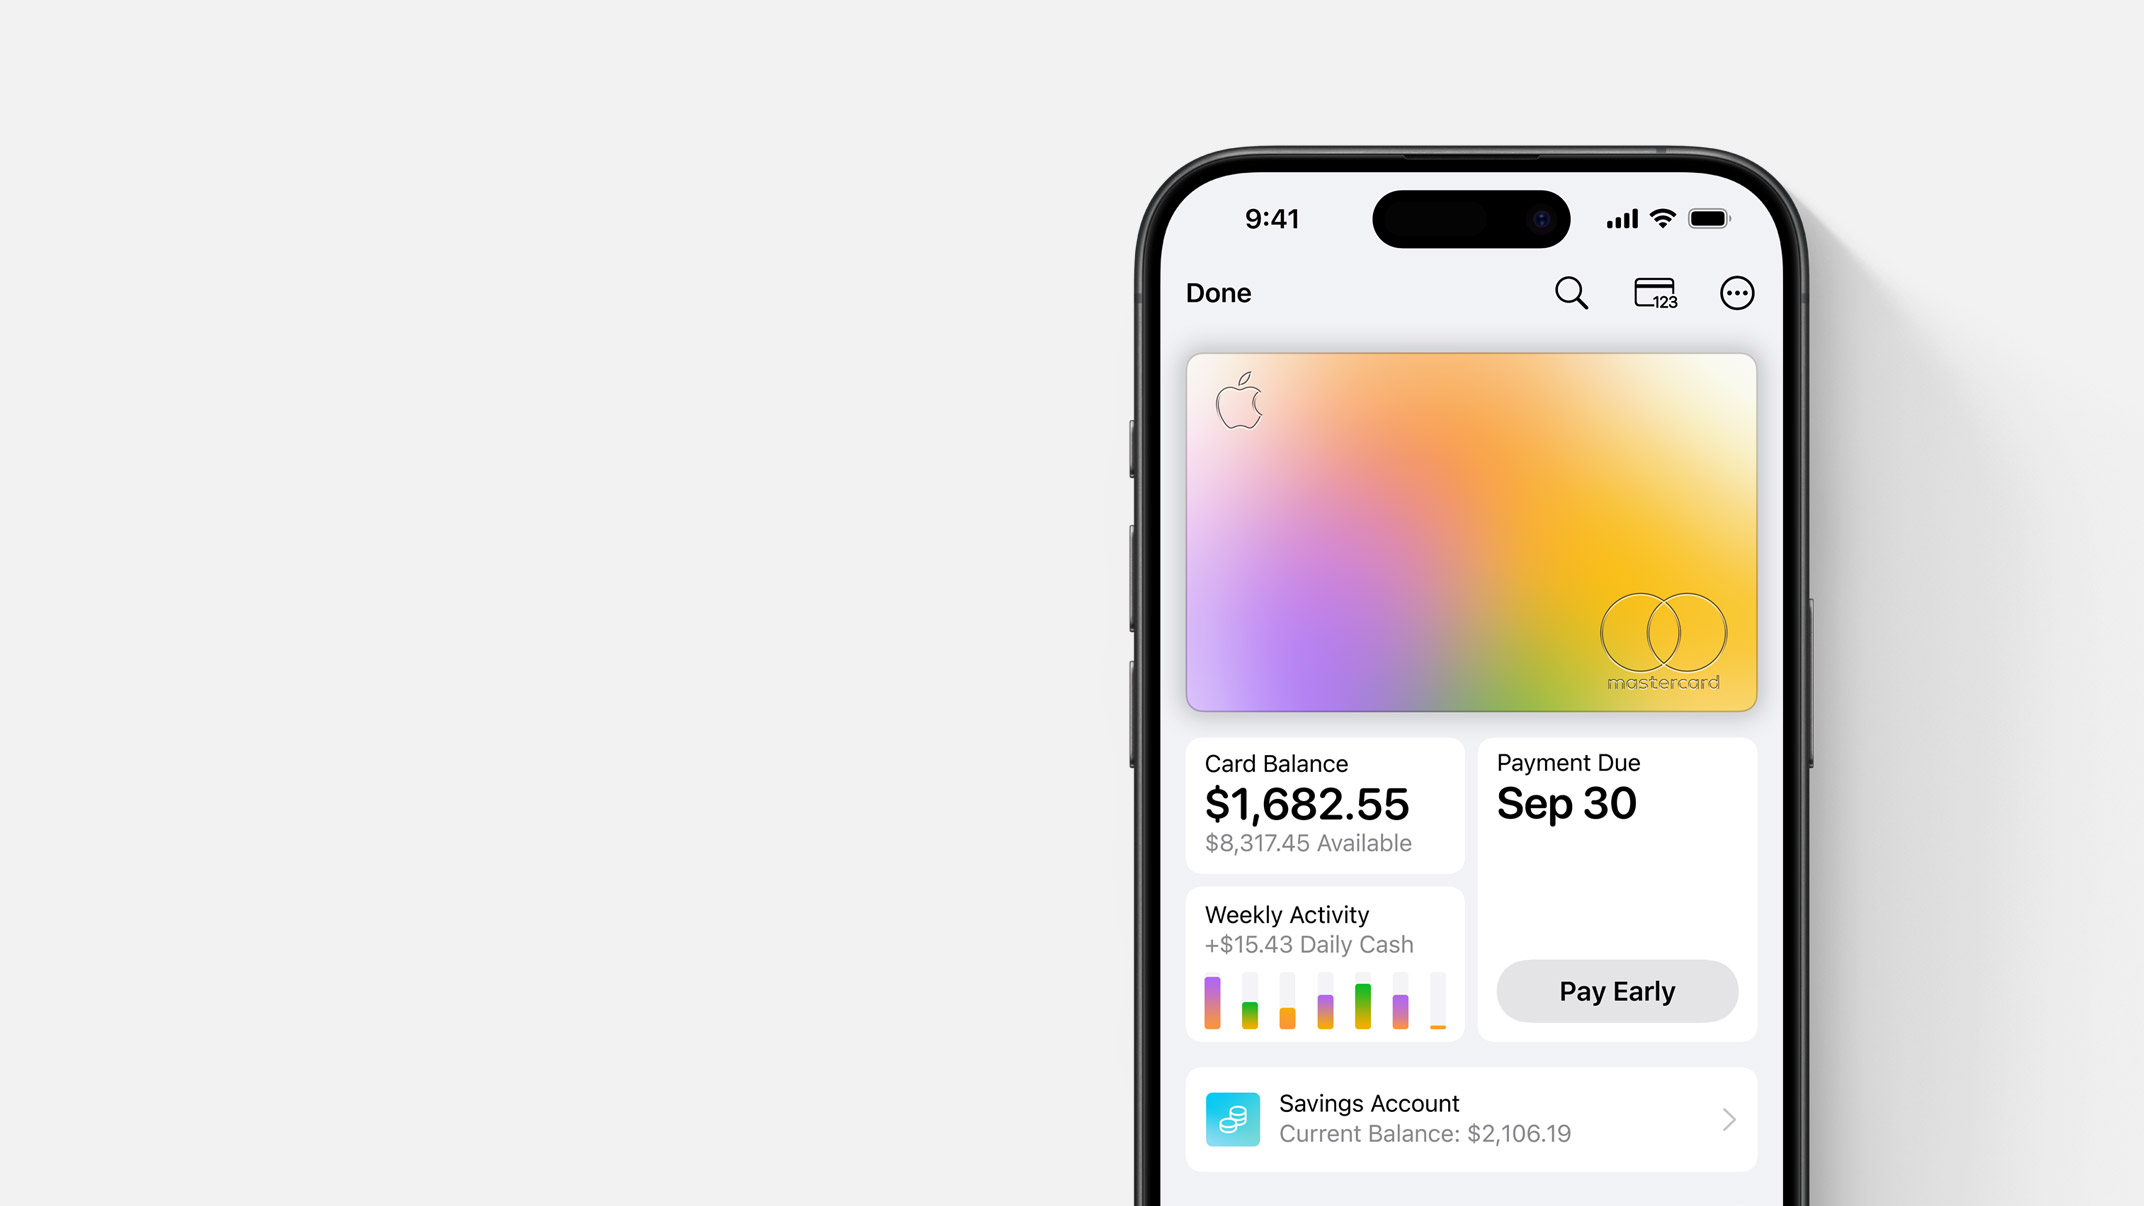 9:41
Done
123
mastercard
Card Balance
$1,682.55
$8,317.45 Available
Payment Due
Sep 30
Weekly Activity
+$15.43 Daily Cash
Pay Early
Savings Account
Current Balance: $2,106.19